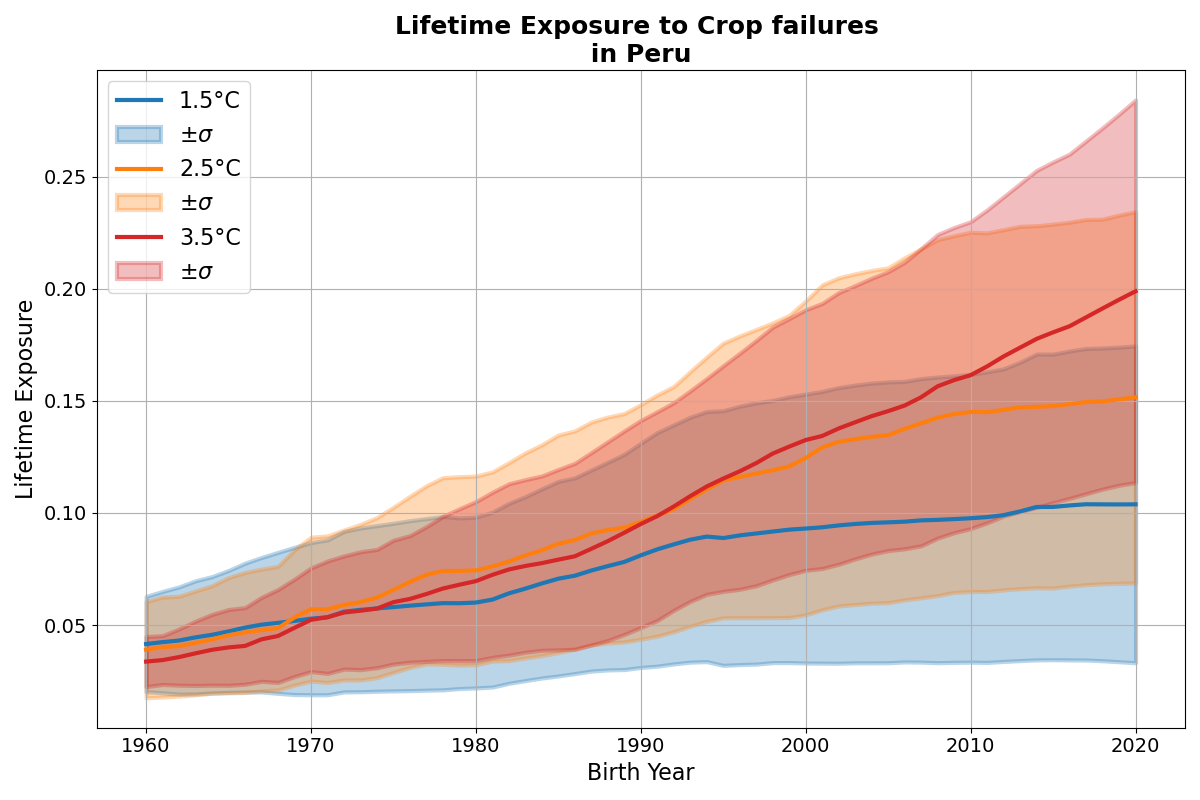 Lifetime Exposure to Crop failures
in Peru
1.5°C
±σ
2.5°C
±σ
3.5°C
±σ
Lifetime Exposure
0.25
0.20
0.15
0.10
0.05
1960 1970 1980 1990 2000 2010 2020
Birth Year